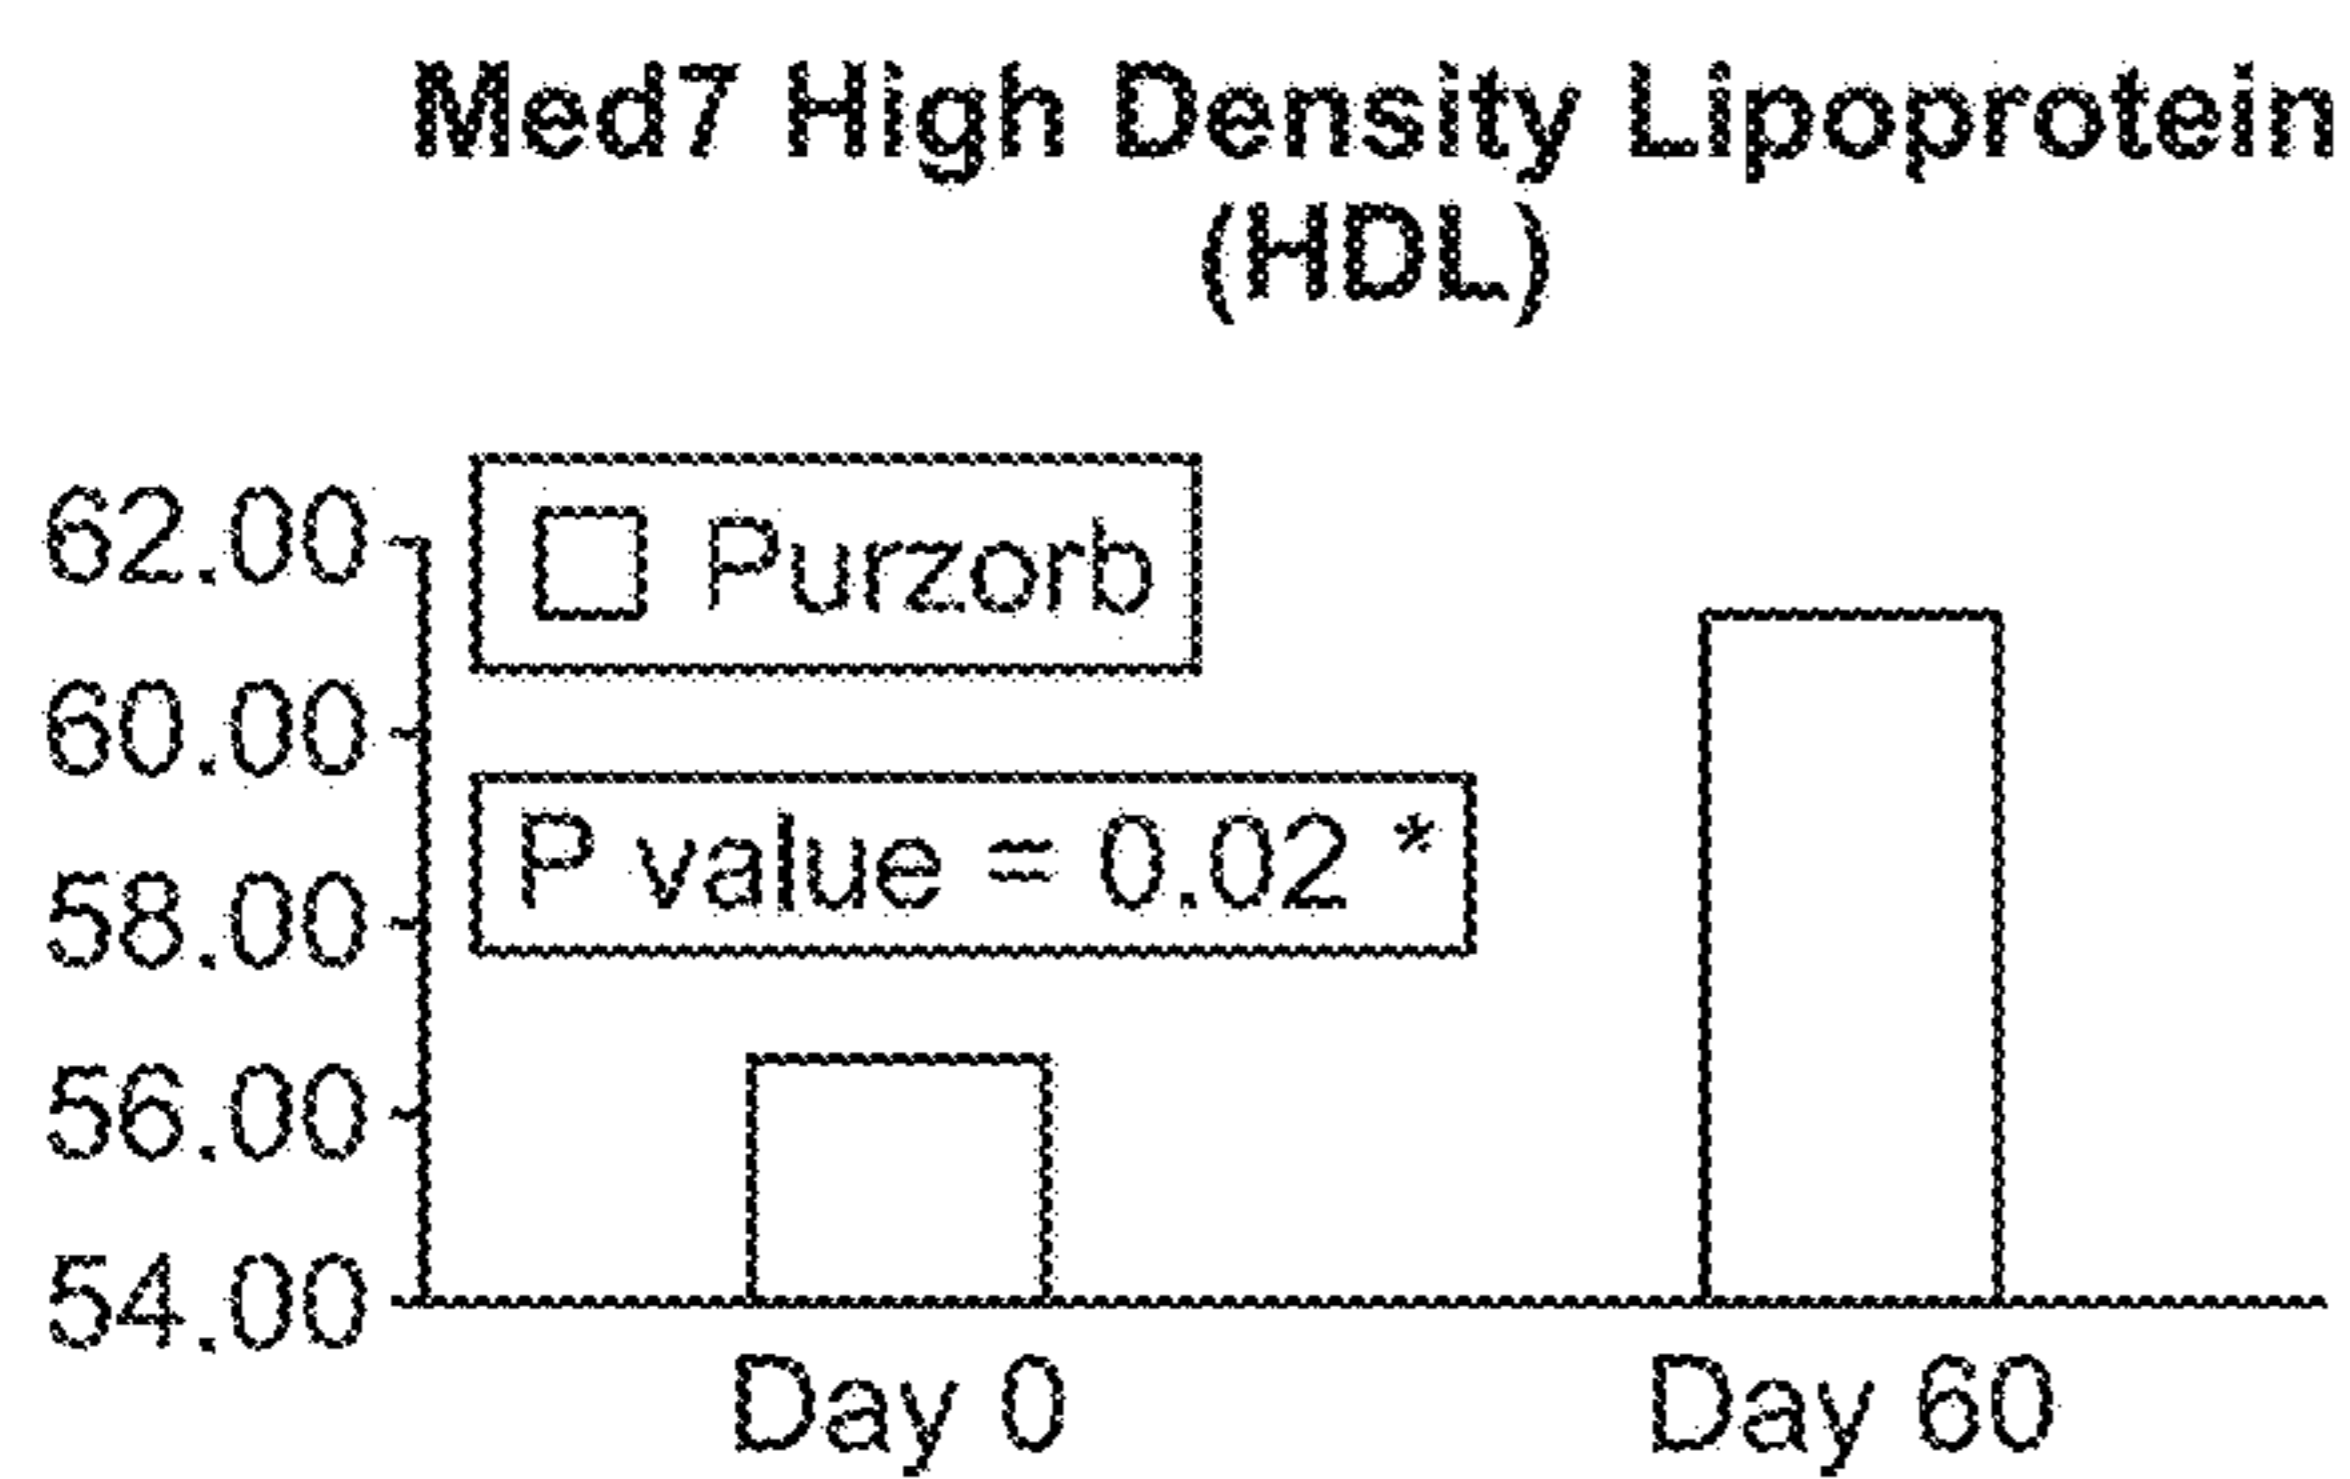 Med7 High Density Lipoprotein
(HDL)
62.00
Purzorb
60.00
P value = 0.02 *
58.00
56.00
54.00
Day 0
Day 60